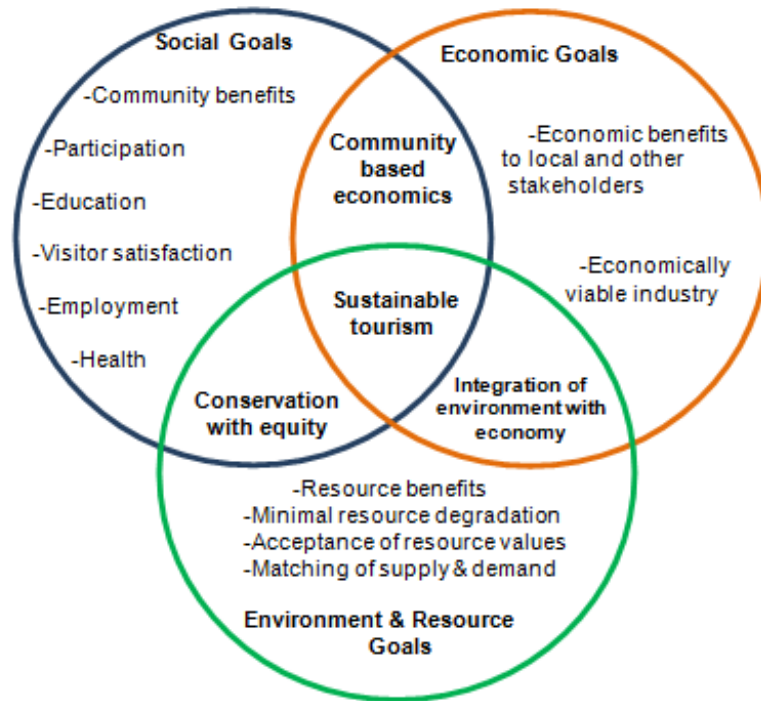 Social Goals
-Community benefits
-Participation
-Education
-Visitor satisfaction
-Employment
-Health
Economic Goals
-Economic benefits
to local and other
stakeholders
-Economically
viable industry
Community
based
economics
Sustainable
tourism
Conservation
with equity
Integration of
environment with
economy
-Resource benefits
-Minimal resource degradation
-Acceptance of resource values
-Matching of supply & demand
Environment & Resource
Goals